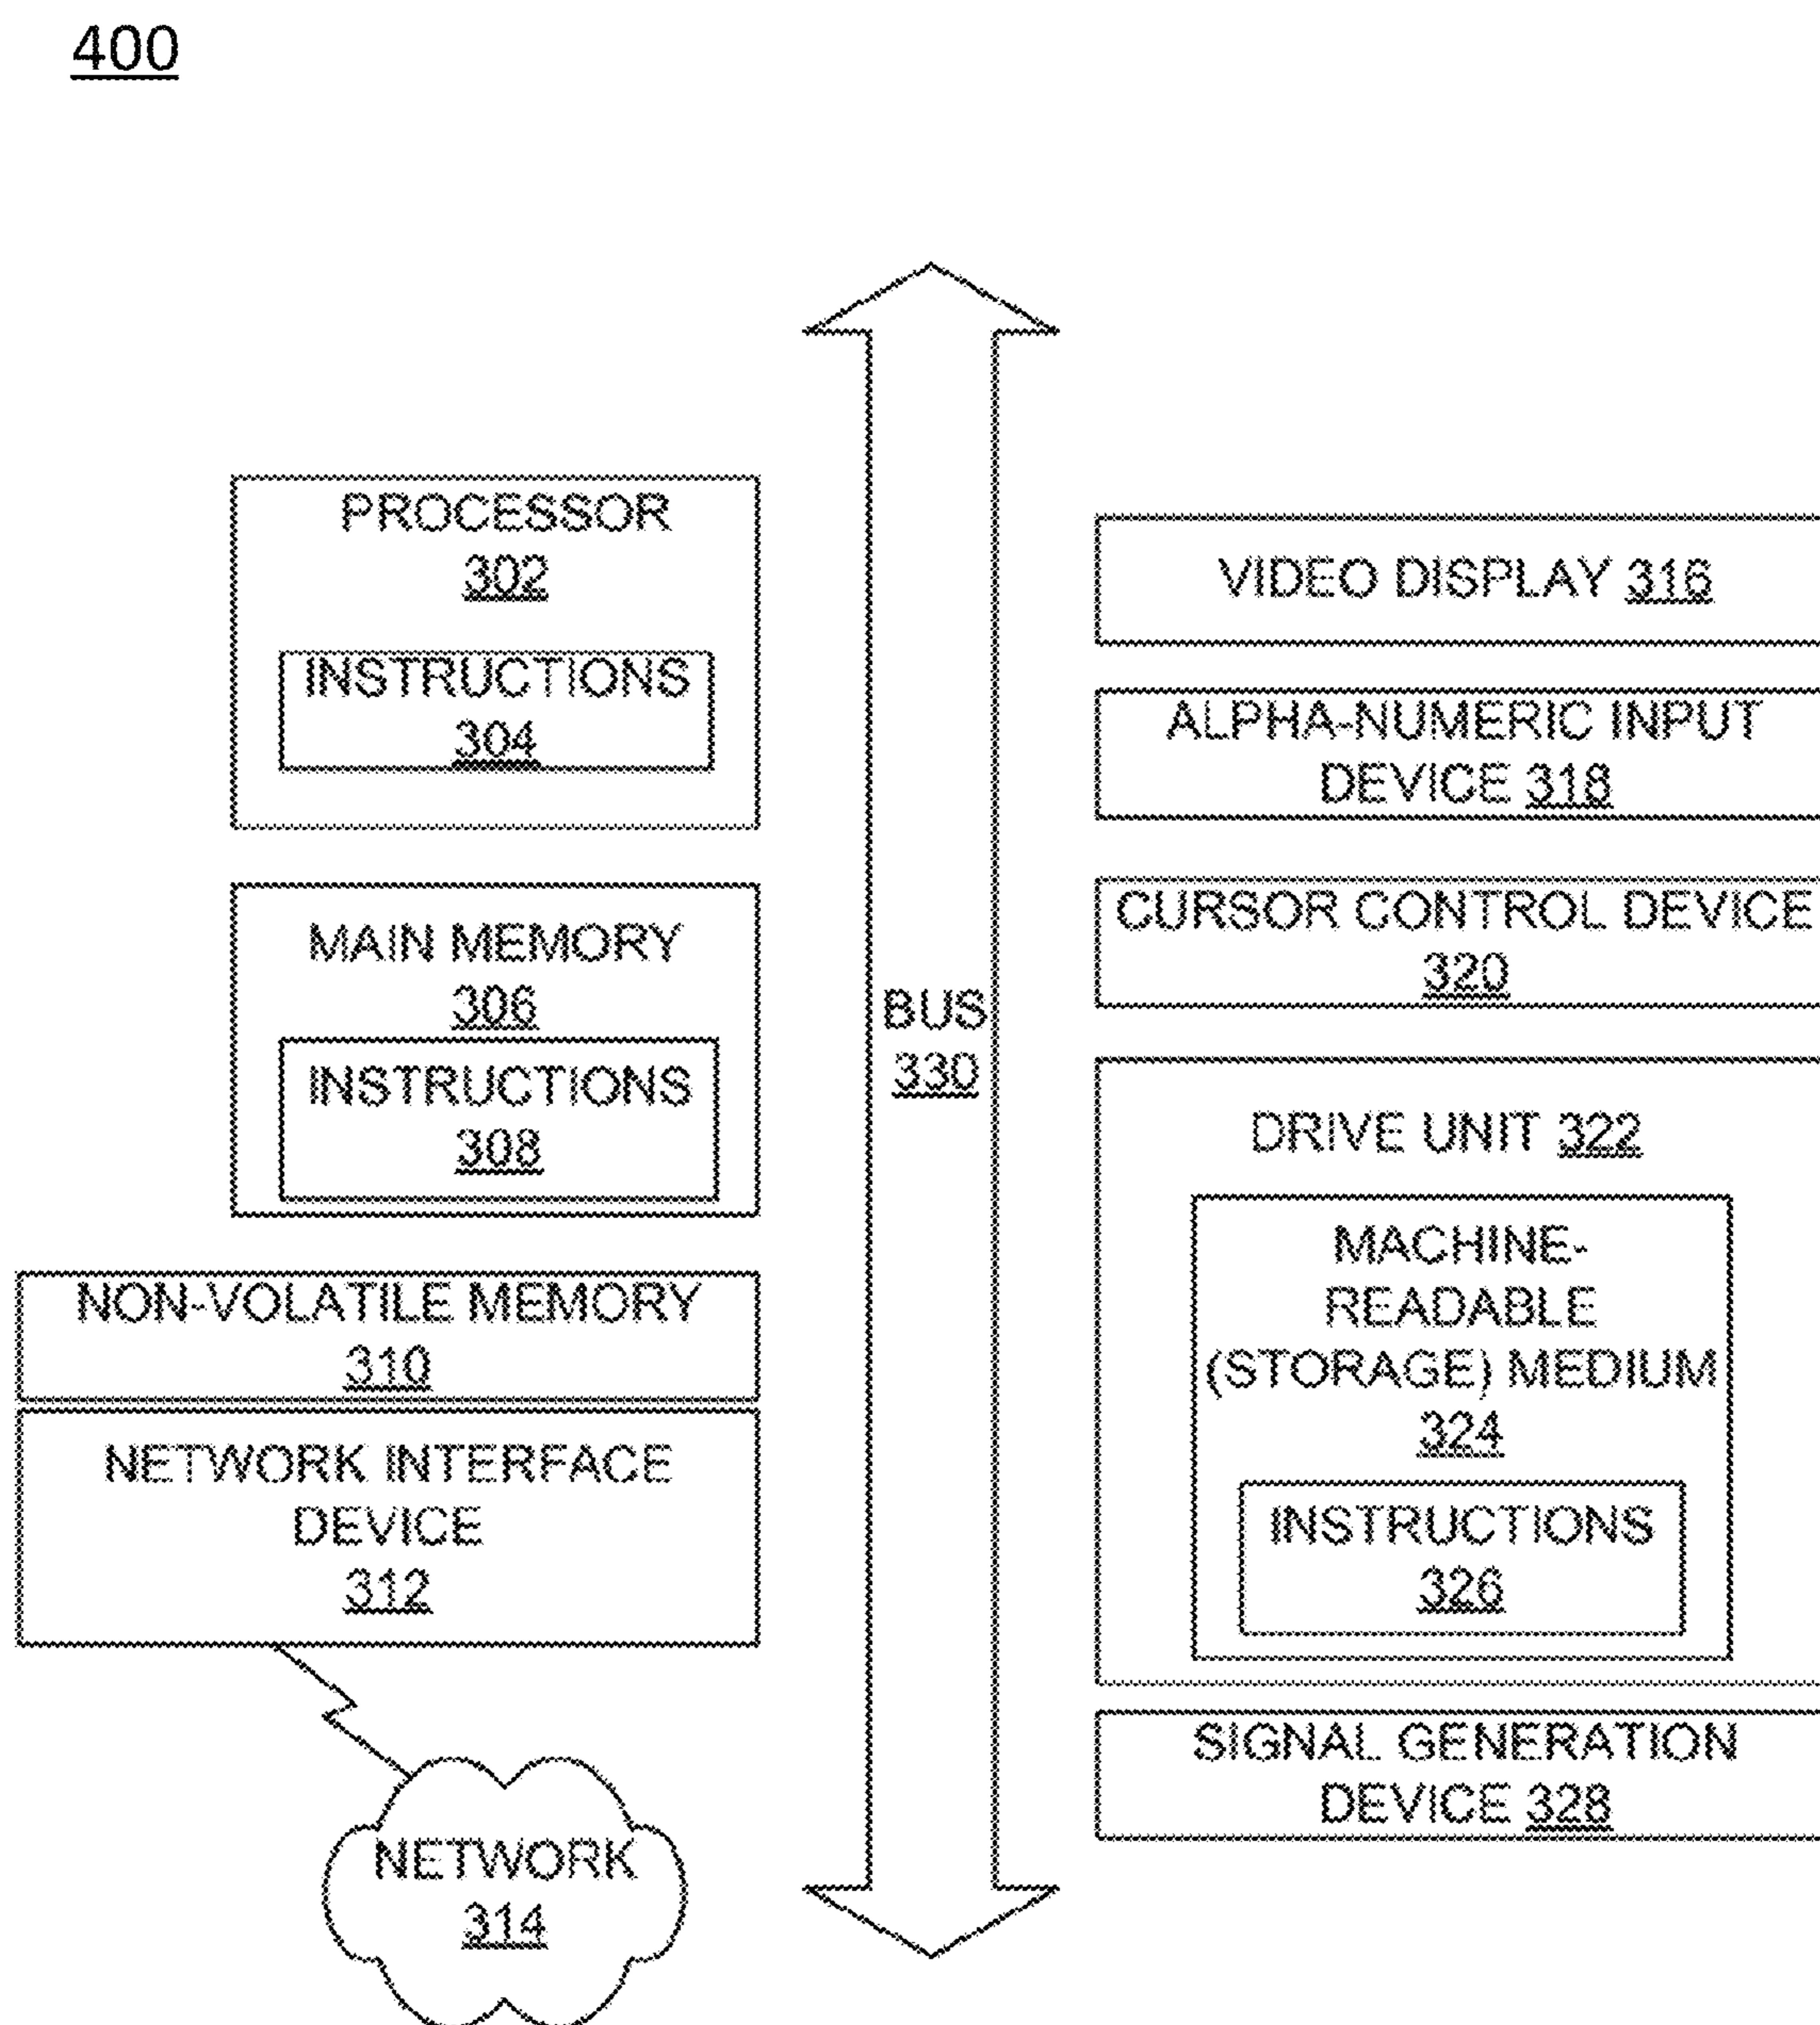 400
PROCESSOR
302
INSTRUCTIONS
304
MAIN MEMORY
306
INSTRUCTIONS
308
NON-VOLATILE MEMORY
310
NETWORK INTERFACE
DEVICE
312
NETWORK
314
BUS
330
VIDEO DISPLAY 316
ALPHA-NUMERIC INPUT
DEVICE 318
CURSOR CONTROL DEVICE
320
DRIVE UNIT 322
MACHINE-
READABLE
(STORAGE) MEDIUM
324
INSTRUCTIONS
326
SIGNAL GENERATION
DEVICE 328